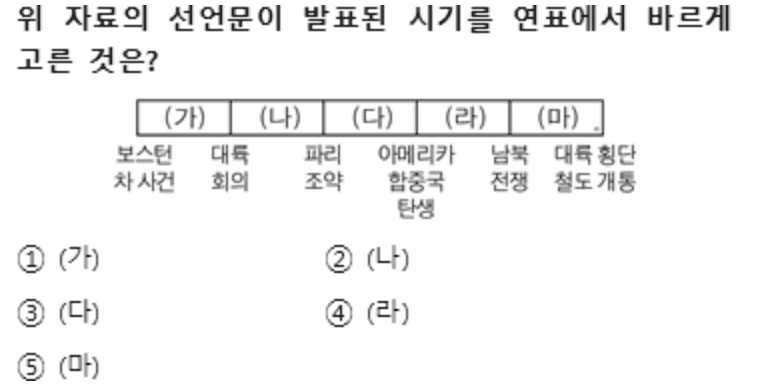 위 자료의 선언문이 발표된 시기를 연표에서 바르게
고른 것은?
(가) (나) (다) (라) (마)
보스턴 대륙 파리 아메리카 남북 대륙 횡단
차 사건 회의 조약 합중국 전쟁 철도 개통
탄생
① (가) ② (나)
③ (다) ④ (라)
⑤ (마)